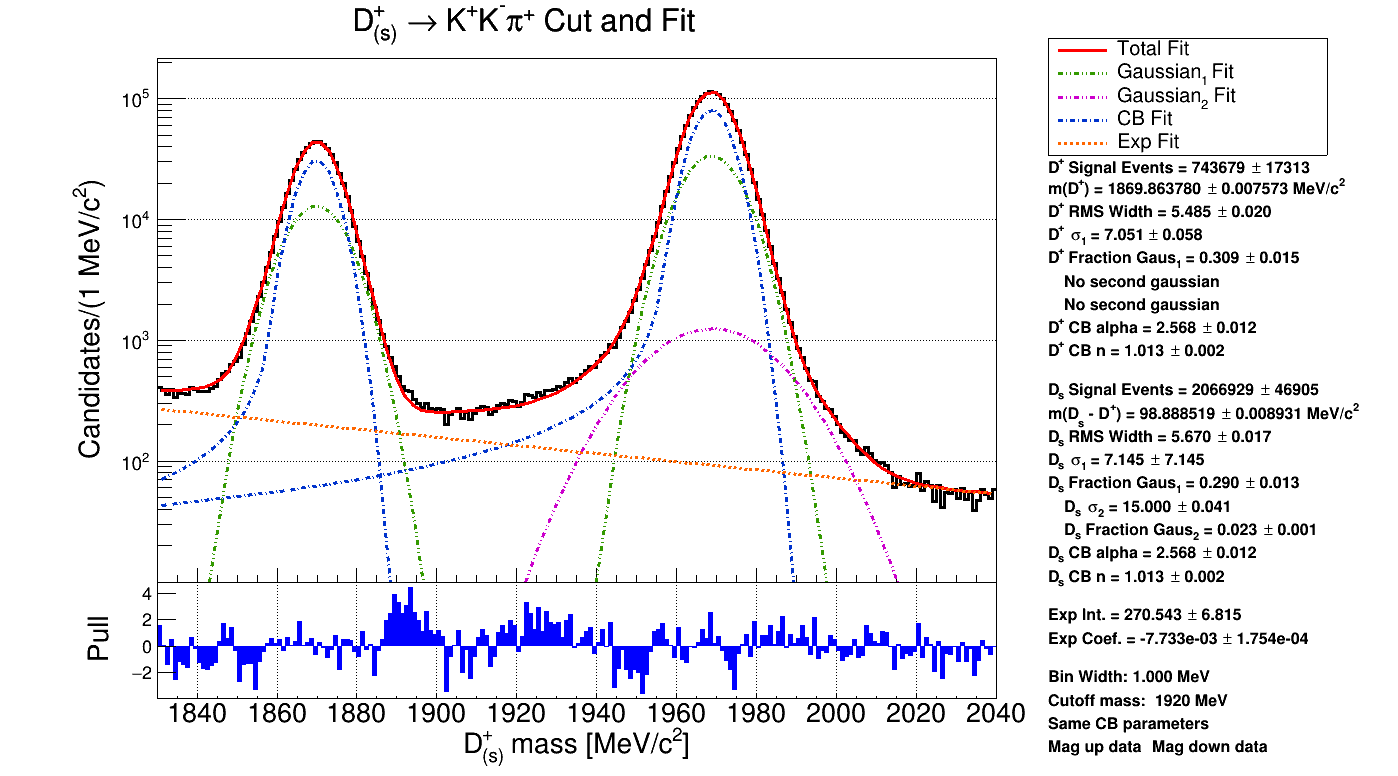 D⁺₍ₛ₎ → K⁺K⁻π⁺ Cut and Fit
Candidates/(1 MeV/c²)
10⁵
10⁴
10³
10²
Pull
4
2
0
−2
1840 1860 1880 1900 1920 1940 1960 1980 2000 2020 2040
D⁺₍ₛ₎ mass [MeV/c²]
Total Fit
Gaussian₁ Fit
Gaussian₂ Fit
CB Fit
Exp Fit
D⁺ Signal Events = 743679 ± 17313
m(D⁺) = 1869.863780 ± 0.007573 MeV/c²
D⁺ RMS Width = 5.485 ± 0.020
D⁺ σ₁ = 7.051 ± 0.058
D⁺ Fraction Gaus₁ = 0.309 ± 0.015
No second gaussian
No second gaussian
D⁺ CB alpha = 2.568 ± 0.012
D⁺ CB n = 1.013 ± 0.002
Dₛ Signal Events = 2066929 ± 46905
m(Dₛ - D⁺) = 98.888519 ± 0.008931 MeV/c²
Dₛ RMS Width = 5.670 ± 0.017
Dₛ σ₁ = 7.145 ± 7.145
Dₛ Fraction Gaus₁ = 0.290 ± 0.013
Dₛ σ₂ = 15.000 ± 0.041
Dₛ Fraction Gaus₂ = 0.023 ± 0.001
Dₛ CB alpha = 2.568 ± 0.012
Dₛ CB n = 1.013 ± 0.002
Exp Int. = 270.543 ± 6.815
Exp Coef. = -7.733e-03 ± 1.754e-04
Bin Width: 1.000 MeV
Cutoff mass: 1920 MeV
Same CB parameters
Mag up data Mag down data